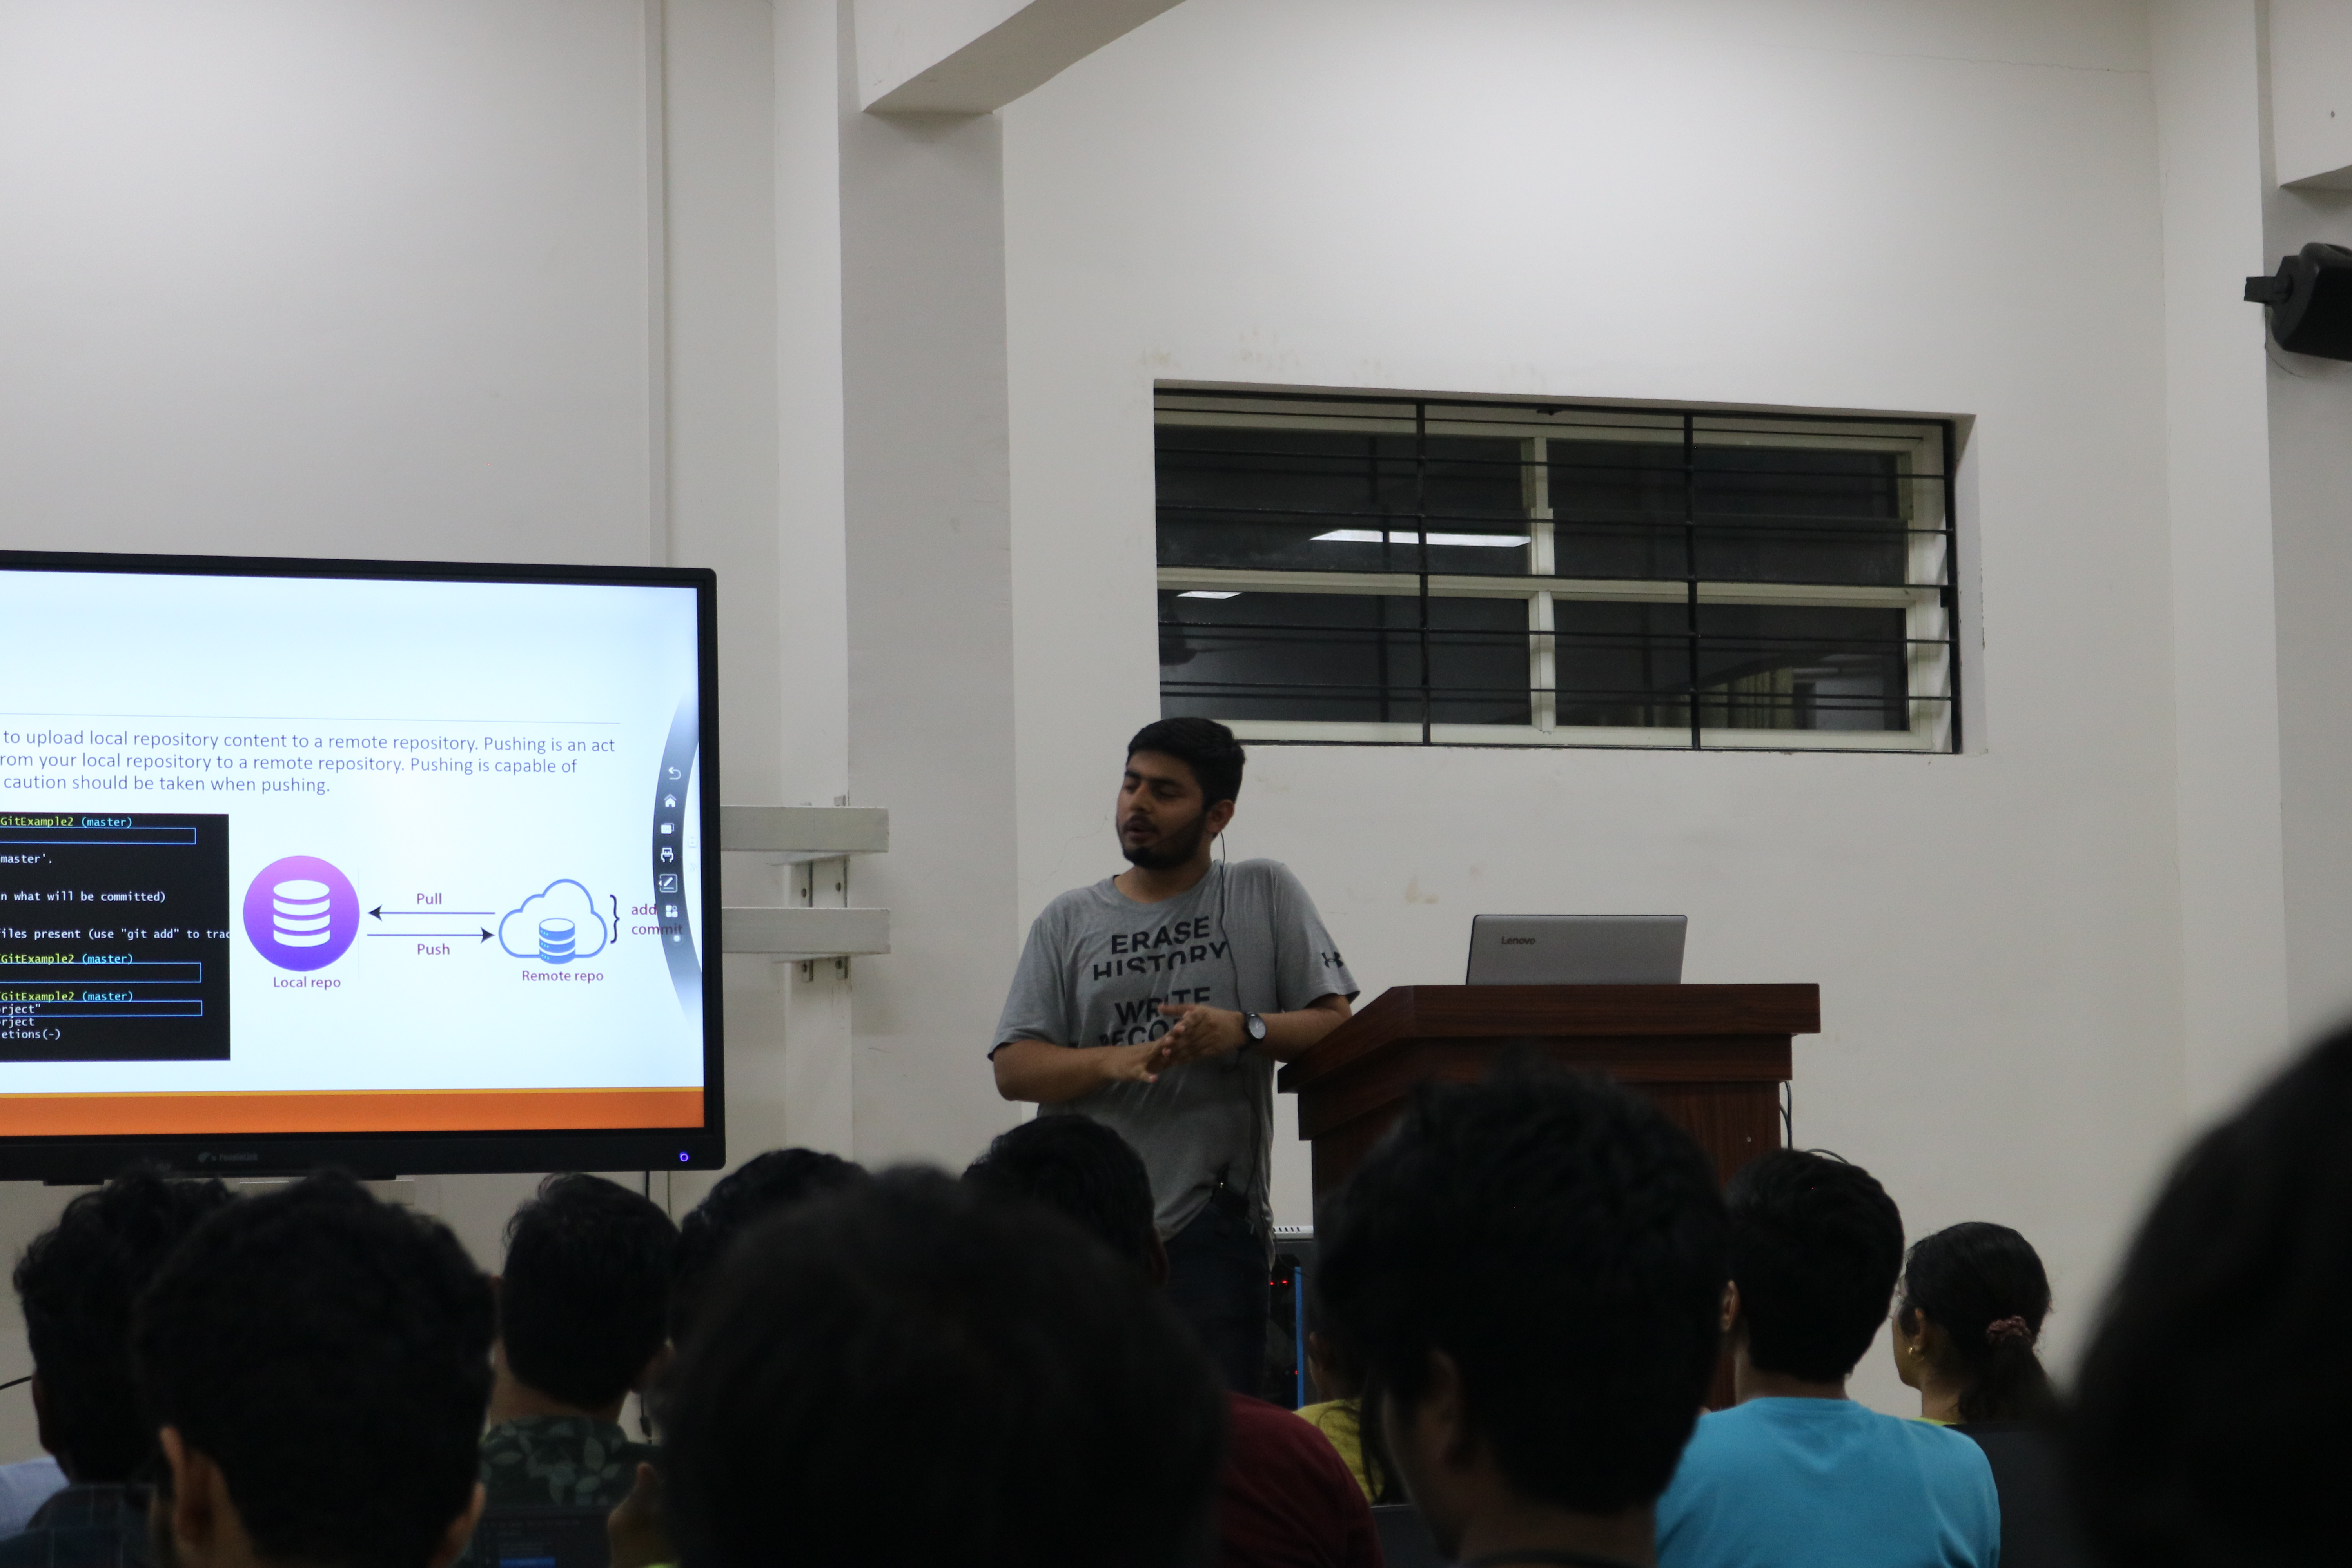 to upload local repository content to a remote repository. Pushing is an act
rom your local repository to a remote repository. Pushing is capable of
caution should be taken when pushing.
GitExample2 (master)
master'.
n what will be committed)
iles present (use "git add" to trac
GitExample2 (master)
GitExample2 (master)
rject"
rject
etions(-)
Pull
Push
Local repo
Remote repo
add
commit
ERASE
HISTORY
WRITE
RECO
Lenovo